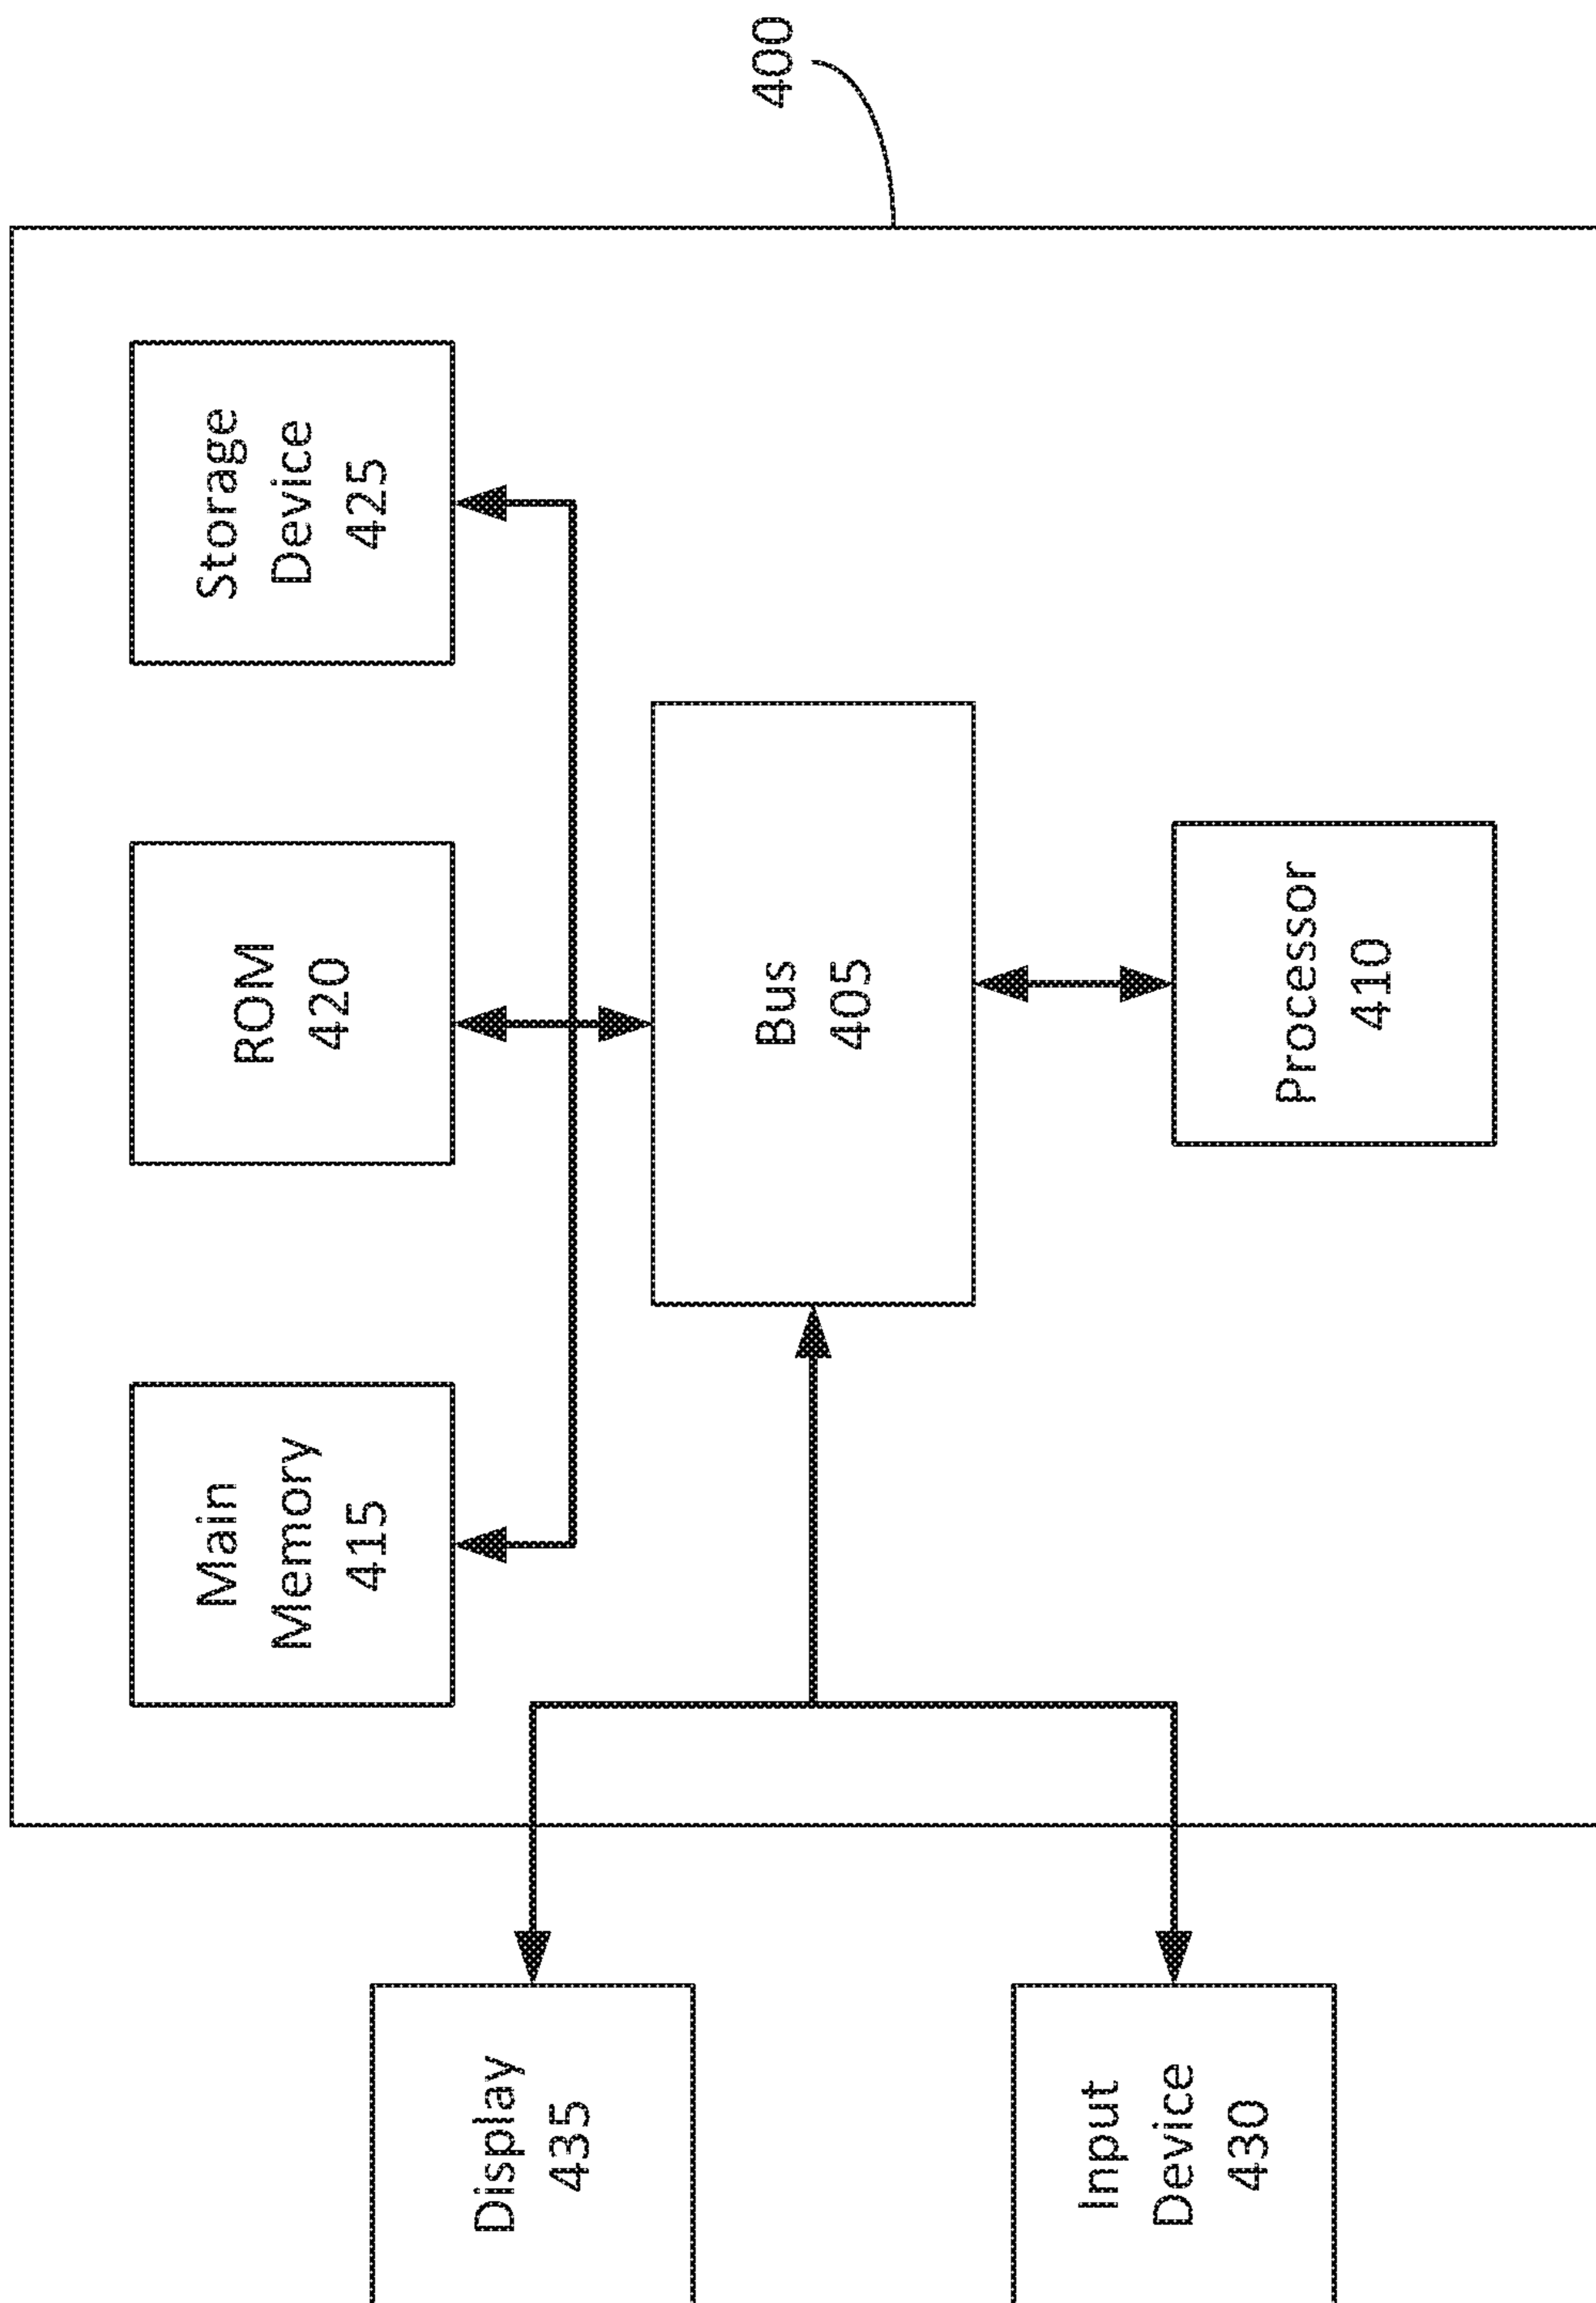 400
Main
Memory
415
ROM
420
Storage
Device
425
Display
435
Bus
405
Input
Device
430
Processor
410